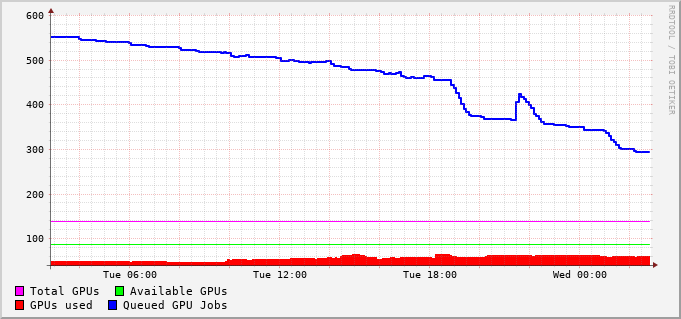 600
500
400
300
200
100
Tue 06:00 Tue 12:00 Tue 18:00 Wed 00:00
Total GPUs Available GPUs
GPUs used Queued GPU Jobs
RRDTOOL / TOBI OETIKER